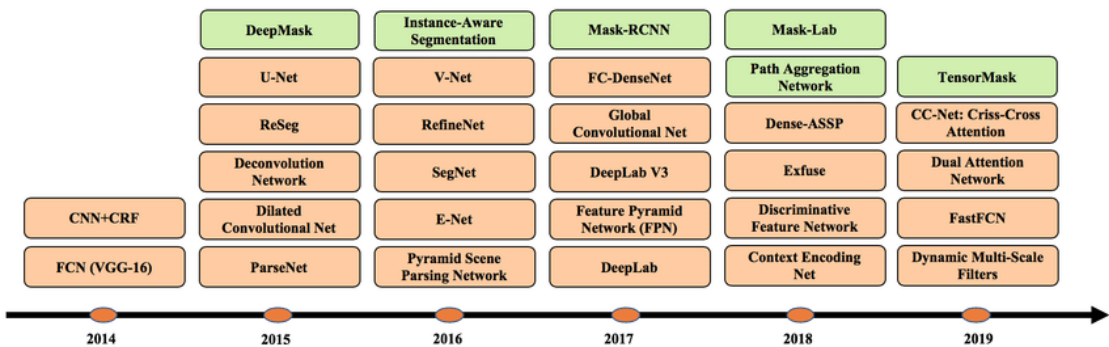 DeepMask
Instance-Aware
Segmentation
Mask-RCNN
Mask-Lab
U-Net
V-Net
FC-DenseNet
Path Aggregation
Network
TensorMask
ReSeg
RefineNet
Global
Convolutional Net
Dense-ASSP
CC-Net: Criss-Cross
Attention
Deconvolution
Network
SegNet
DeepLab V3
Exfuse
Dual Attention
Network
CNN+CRF
Dilated
Convolutional Net
E-Net
Feature Pyramid
Network (FPN)
Discriminative
Feature Network
FastFCN
FCN (VGG-16)
ParseNet
Pyramid Scene
Parsing Network
DeepLab
Context Encoding
Net
Dynamic Multi-Scale
Filters
2014
2015
2016
2017
2018
2019